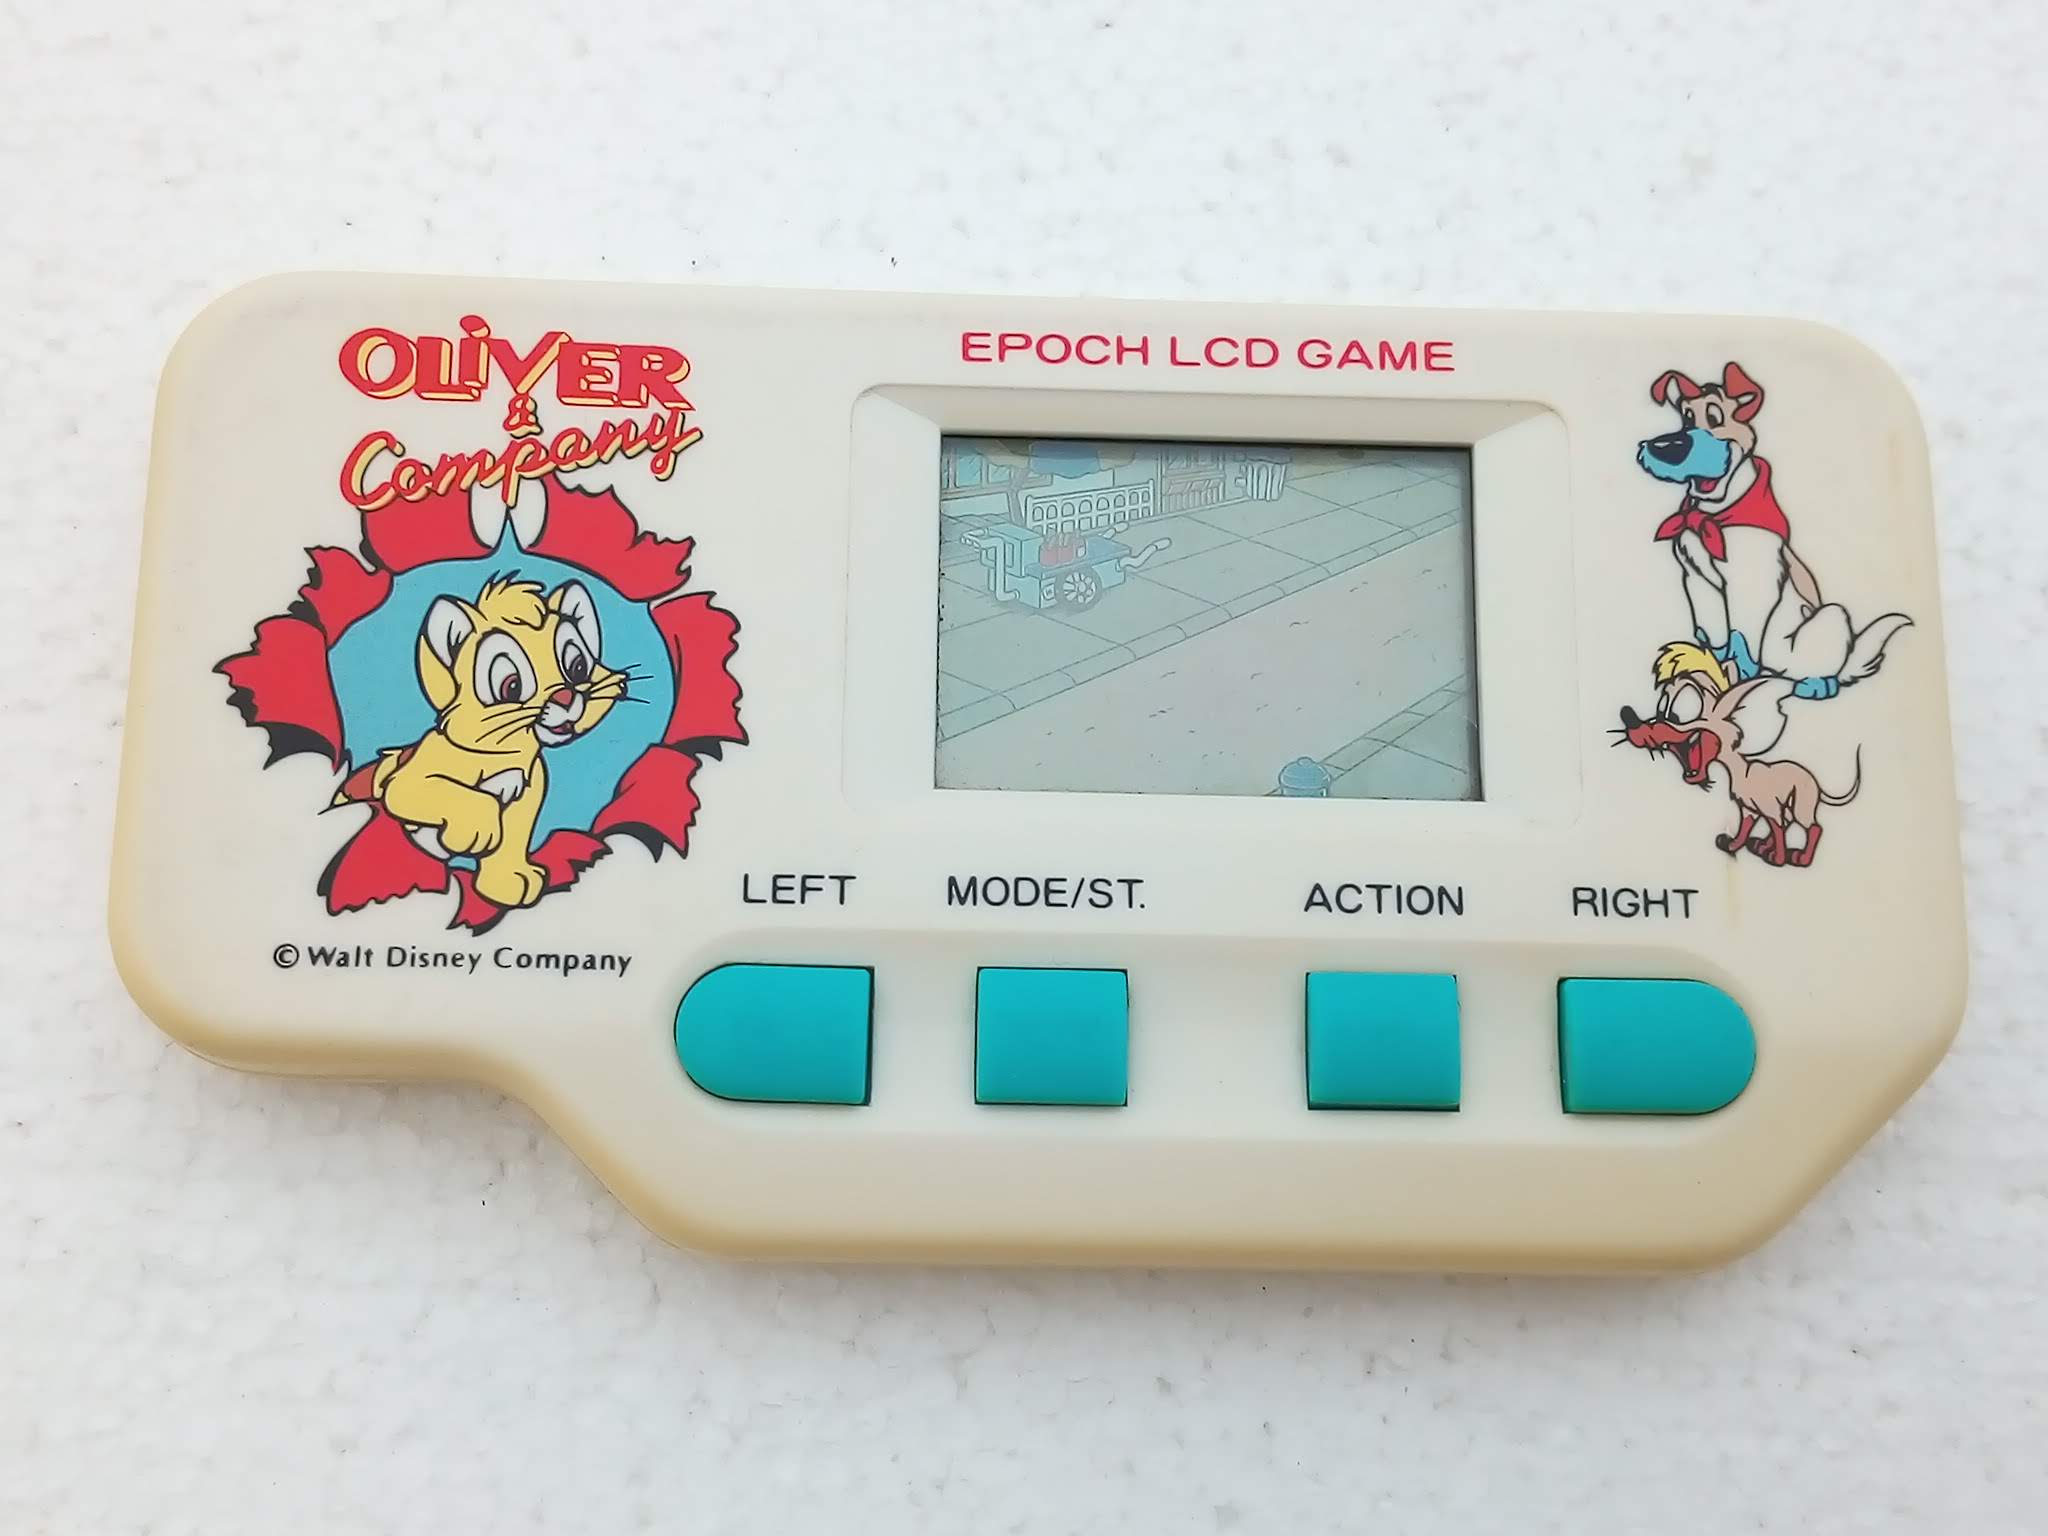 OLiVER
&
Company
EPOCH LCD GAME
LEFT
MODE/ST.
ACTION
RIGHT
© Walt Disney Company